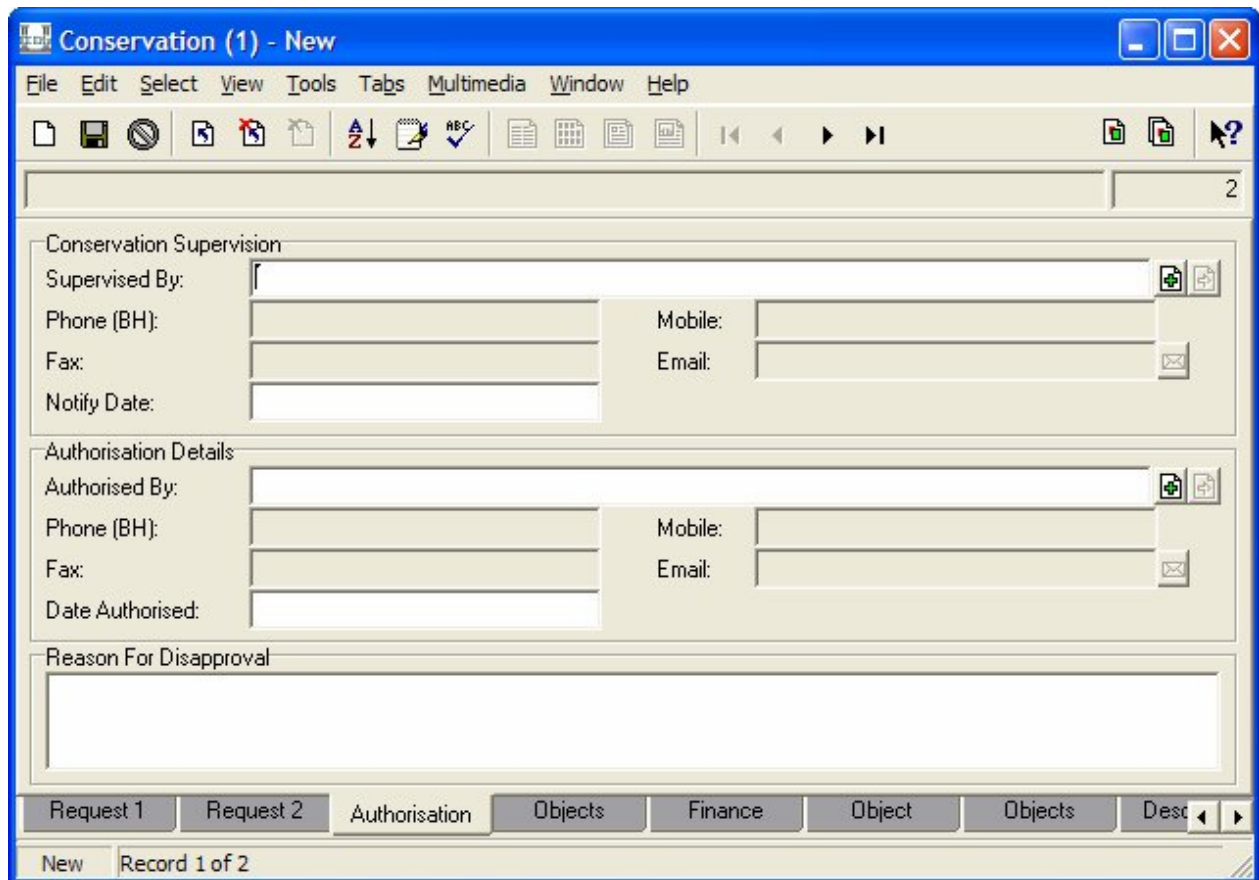 Conservation (1) - New
File Edit Select View Tools Tabs Multimedia Window Help
2
Conservation Supervision
Supervised By:
Phone (BH): Mobile:
Fax: Email:
Notify Date:
Authorisation Details
Authorised By:
Phone (BH): Mobile:
Fax: Email:
Date Authorised:
Reason For Disapproval
Request 1 Request 2 Authorisation Objects Finance Object Objects Desc
New Record 1 of 2